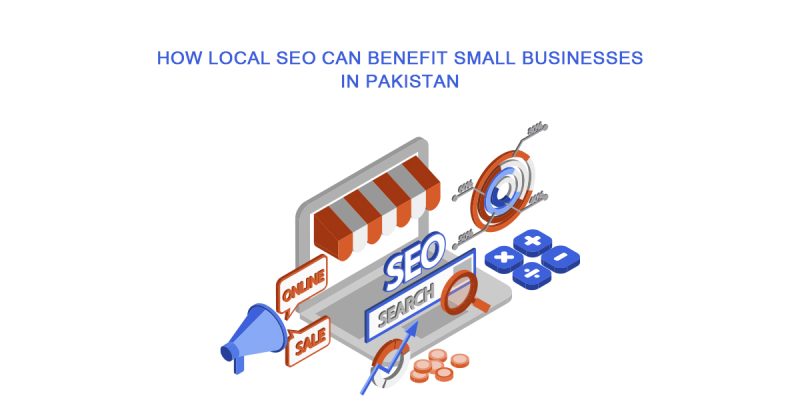 HOW LOCAL SEO CAN BENEFIT SMALL BUSINESSES
IN PAKISTAN
SEO
SEARCH
ONLINE
SALE